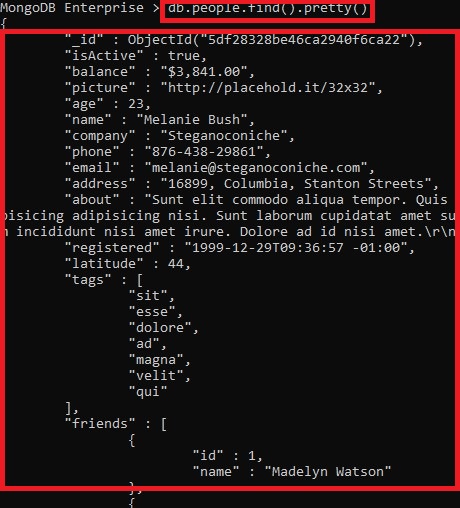 MongoDB Enterprise > db.people.find().pretty()
{
"_id" : ObjectId("5df28328be46ca2940f6ca22"),
"isActive" : true,
"balance" : "$3,841.00",
"picture" : "http://placehold.it/32x32",
"age" : 23,
"name" : "Melanie Bush",
"company" : "Steganoconiche",
"phone" : "876-438-29861",
"email" : "melanie@steganoconiche.com",
"address" : "16899, Columbia, Stanton Streets",
"about" : "Sunt elit commodo aliqua tempor. Quis
pisicing adipisicing nisi. Sunt laborum cupidatat amet su
n incididunt nisi amet irure. Dolore ad id nisi amet.\r\n
"registered" : "1999-12-29T09:36:57 -01:00",
"latitude" : 44,
"tags" : [
"sit",
"esse",
"dolore",
"ad",
"magna",
"velit",
"qui"
],
"friends" : [
{
"id" : 1,
"name" : "Madelyn Watson"
},
{